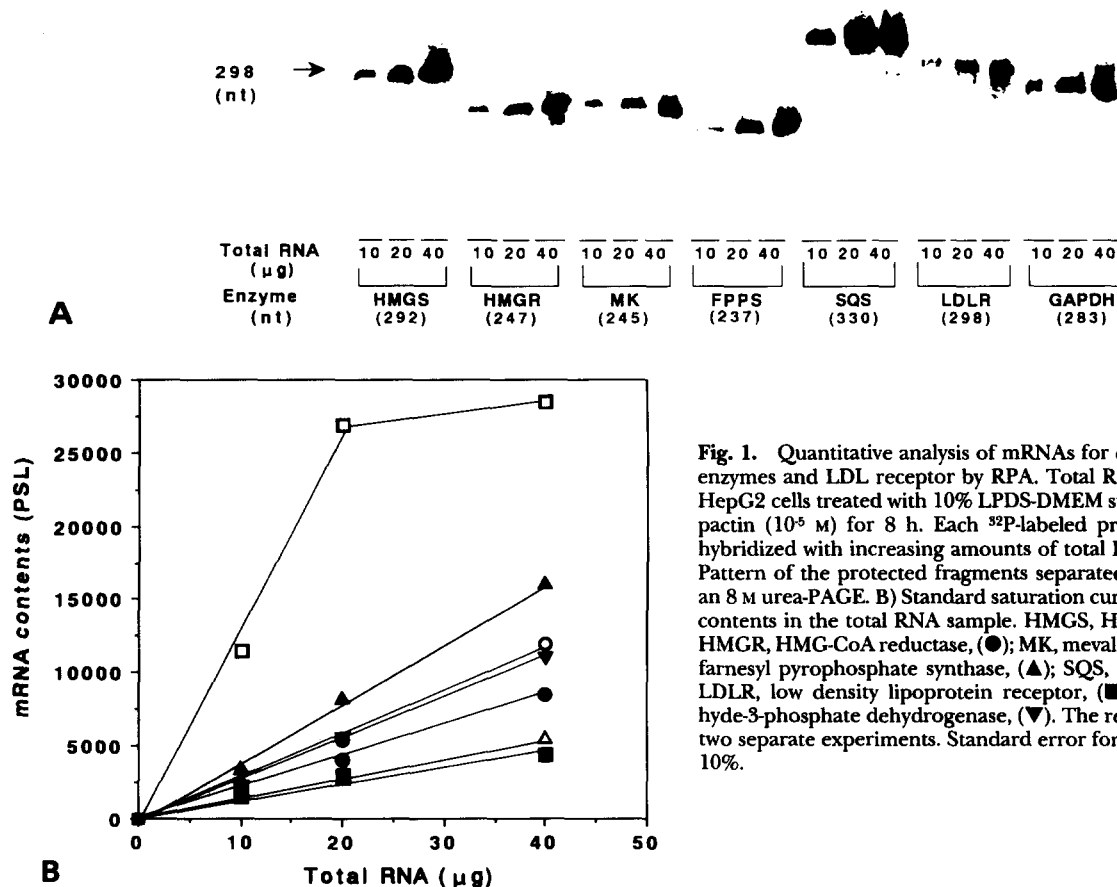 298
(nt)
Total RNA
(µg)
10 20 40 10 20 40 10 20 40 10 20 40 10 20 40 10 20 40 10 20 40
Enzyme
(nt)
HMGS HMGR MK FPPS SQS LDLR GAPDH
(292) (247) (245) (237) (330) (298) (283)
A
mRNA contents (PSL)
30000
25000
20000
15000
10000
5000
0
0 10 20 30 40 50
Total RNA (µg)
B
Fig. 1. Quantitative analysis of mRNAs for
enzymes and LDL receptor by RPA. Total R
HepG2 cells treated with 10% LPDS-DMEM s
pactin (10⁻⁵ M) for 8 h. Each ³²P-labeled pr
hybridized with increasing amounts of total
Pattern of the protected fragments separated
an 8 M urea-PAGE. B) Standard saturation cur
contents in the total RNA sample. HMGS, H
HMGR, HMG-CoA reductase, (●); MK, meval
farnesyl pyrophosphate synthase, (▲); SQS,
LDLR, low density lipoprotein receptor, (■
hyde-3-phosphate dehydrogenase, (▼). The re
two separate experiments. Standard error for
10%.